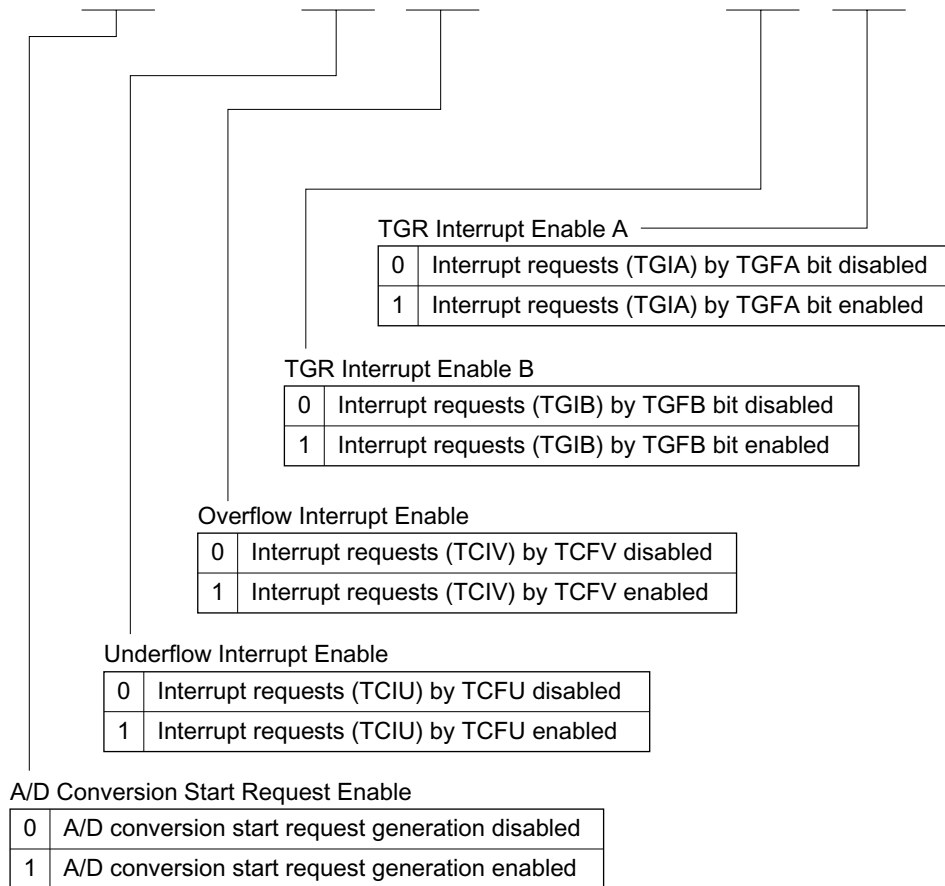 TGR Interrupt Enable A
0 Interrupt requests (TGIA) by TGFA bit disabled
1 Interrupt requests (TGIA) by TGFA bit enabled
TGR Interrupt Enable B
0 Interrupt requests (TGIB) by TGFB bit disabled
1 Interrupt requests (TGIB) by TGFB bit enabled
Overflow Interrupt Enable
0 Interrupt requests (TCIV) by TCFV disabled
1 Interrupt requests (TCIV) by TCFV enabled
Underflow Interrupt Enable
0 Interrupt requests (TCIU) by TCFU disabled
1 Interrupt requests (TCIU) by TCFU enabled
A/D Conversion Start Request Enable
0 A/D conversion start request generation disabled
1 A/D conversion start request generation enabled